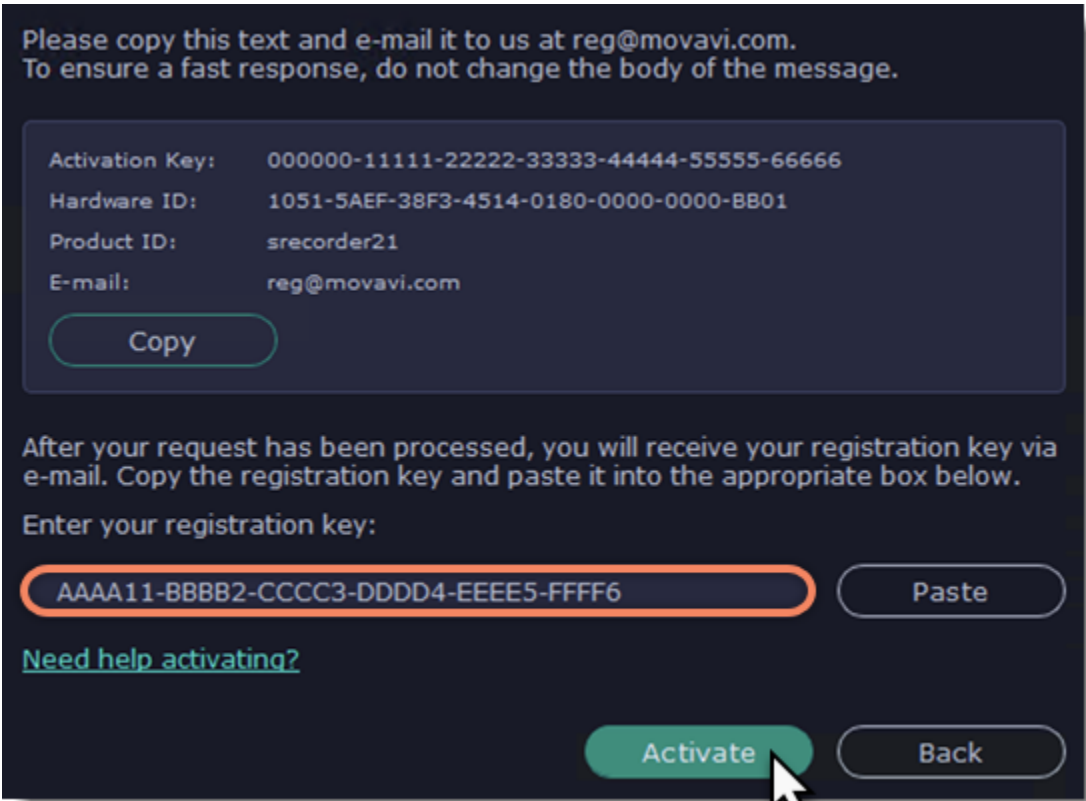 Please copy this text and e-mail it to us at reg@movavi.com.
To ensure a fast response, do not change the body of the message.
Activation Key: 000000-11111-22222-33333-44444-55555-66666
Hardware ID: 1051-5AEF-38F3-4514-0180-0000-0000-BB01
Product ID: srecorder21
E-mail: reg@movavi.com
Copy
After your request has been processed, you will receive your registration key via
e-mail. Copy the registration key and paste it into the appropriate box below.
Enter your registration key:
AAAA11-BBBB2-CCCC3-DDDD4-EEEE5-FFFF6 Paste
Need help activating?
Activate Back